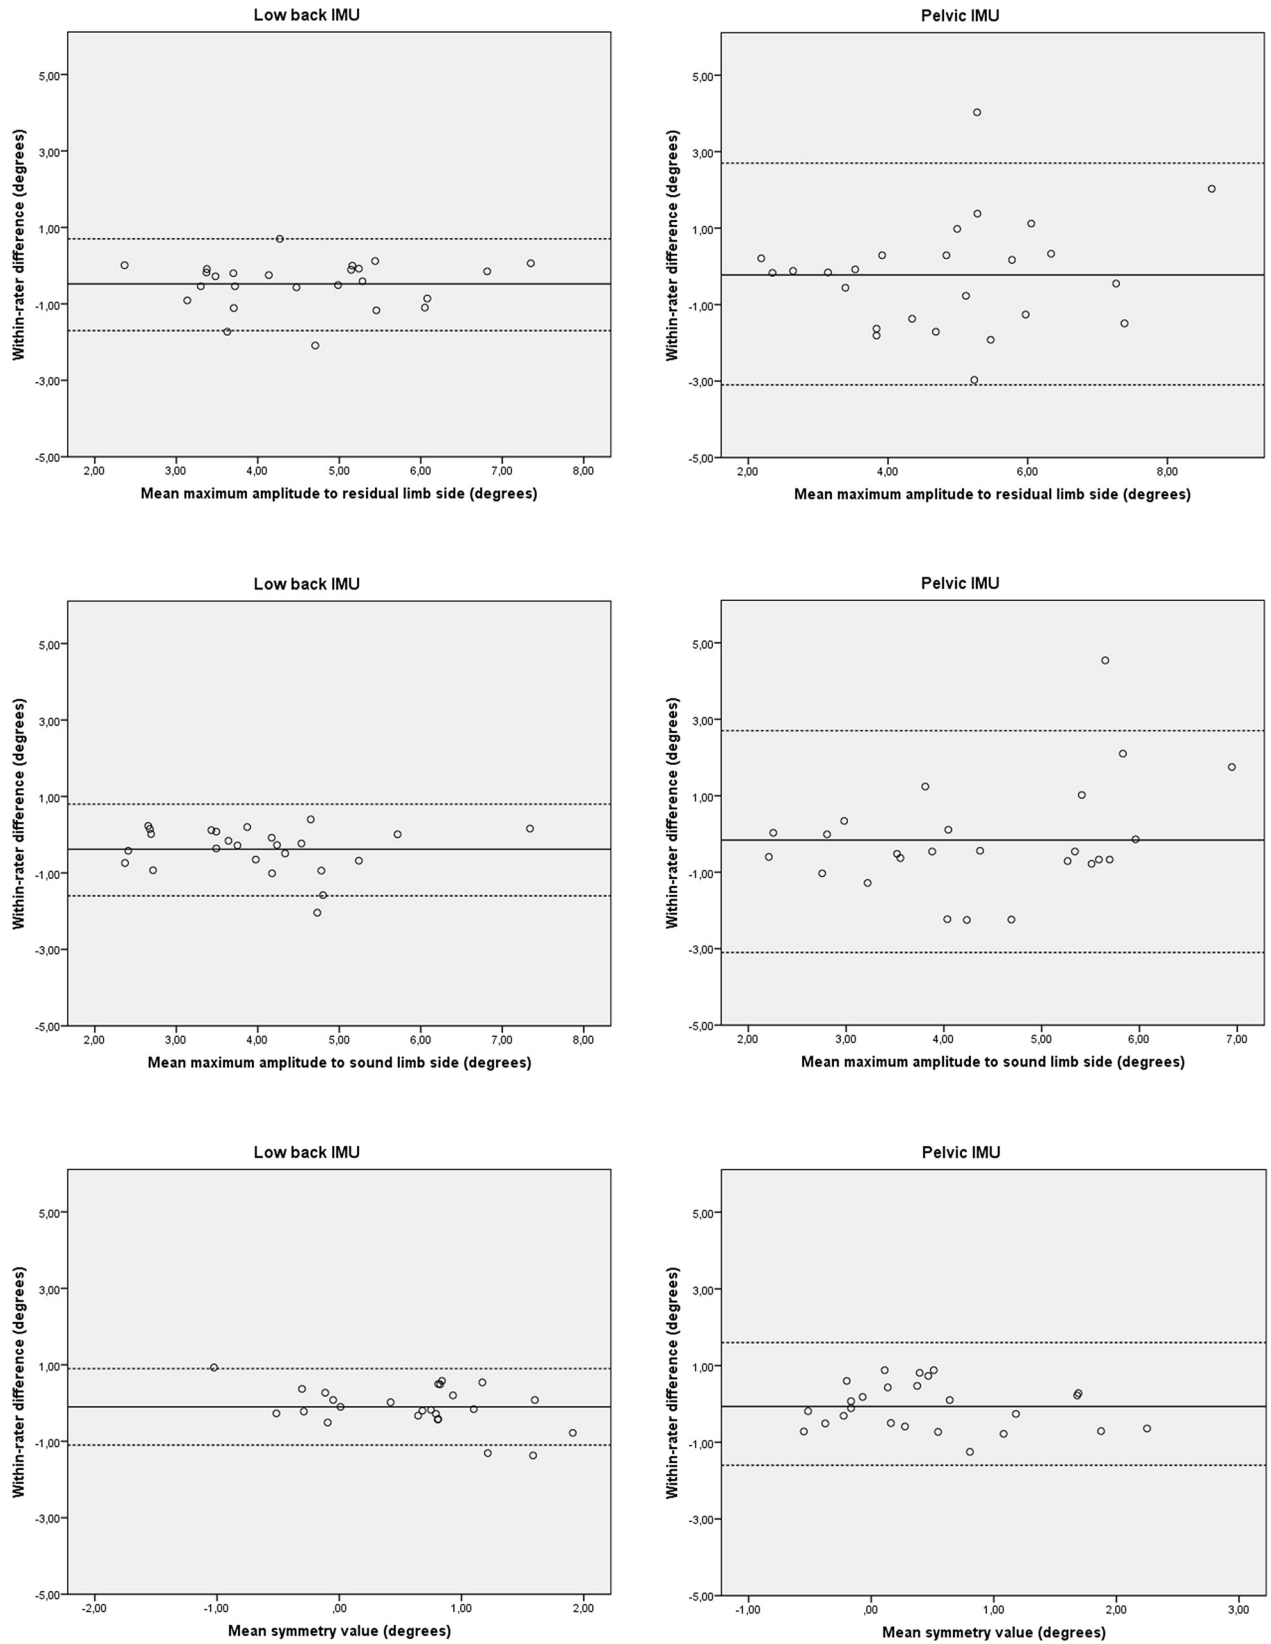 Low back IMU
Within-rater difference (degrees)
5,00
3,00
1,00
-1,00
-3,00
-5,00
2,00 3,00 4,00 5,00 6,00 7,00 8,00
Mean maximum amplitude to residual limb side (degrees)
Pelvic IMU
Within-rater difference (degrees)
5,00
3,00
1,00
-1,00
-3,00
-5,00
2,00 4,00 6,00 8,00
Mean maximum amplitude to residual limb side (degrees)
Low back IMU
Within-rater difference (degrees)
5,00
3,00
1,00
-1,00
-3,00
-5,00
2,00 3,00 4,00 5,00 6,00 7,00 8,00
Mean maximum amplitude to sound limb side (degrees)
Pelvic IMU
Within-rater difference (degrees)
5,00
3,00
1,00
-1,00
-3,00
-5,00
2,00 3,00 4,00 5,00 6,00 7,00
Mean maximum amplitude to sound limb side (degrees)
Low back IMU
Within-rater difference (degrees)
5,00
3,00
1,00
-1,00
-3,00
-5,00
-2,00 -1,00 ,00 1,00 2,00
Mean symmetry value (degrees)
Pelvic IMU
Within-rater difference (degrees)
5,00
3,00
1,00
-1,00
-3,00
-5,00
-1,00 ,00 1,00 2,00 3,00
Mean symmetry value (degrees)